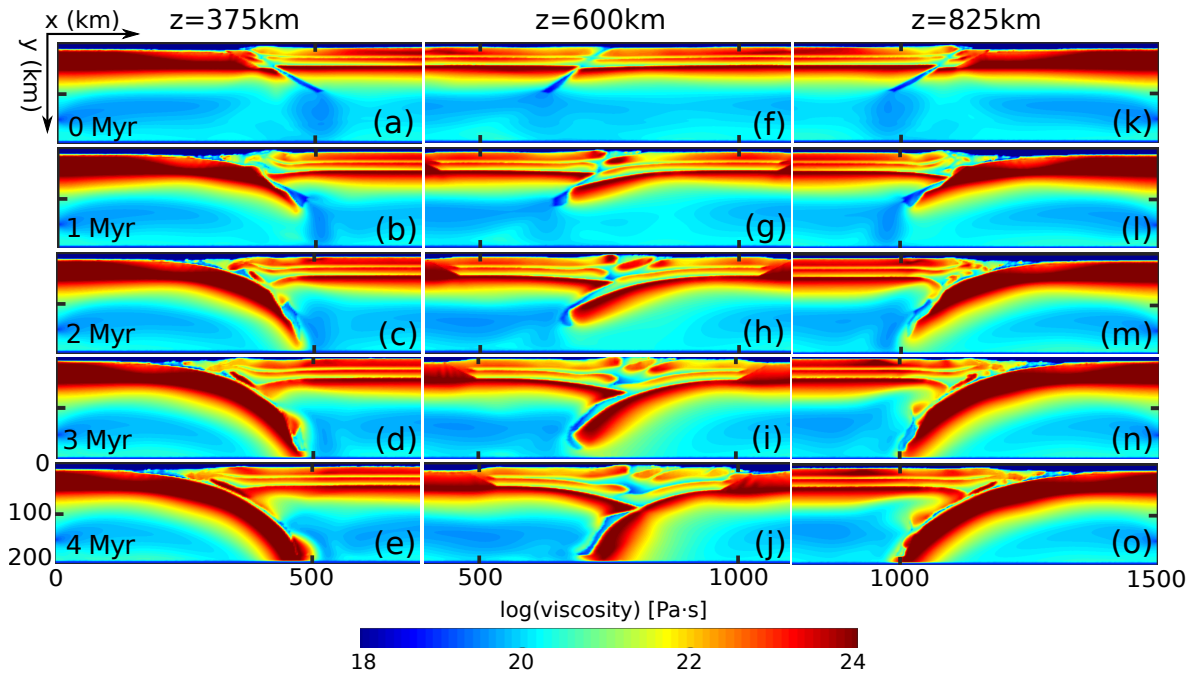 x (km) z=375km z=600km z=825km
y (km)
0 Myr (a) (f) (k)
1 Myr (b) (g) (l)
2 Myr (c) (h) (m)
3 Myr (d) (i) (n)
0
100
4 Myr (e) (j) (o)
200
0 500 500 1000 1000 1500
log(viscosity) [Pa·s]
18 20 22 24